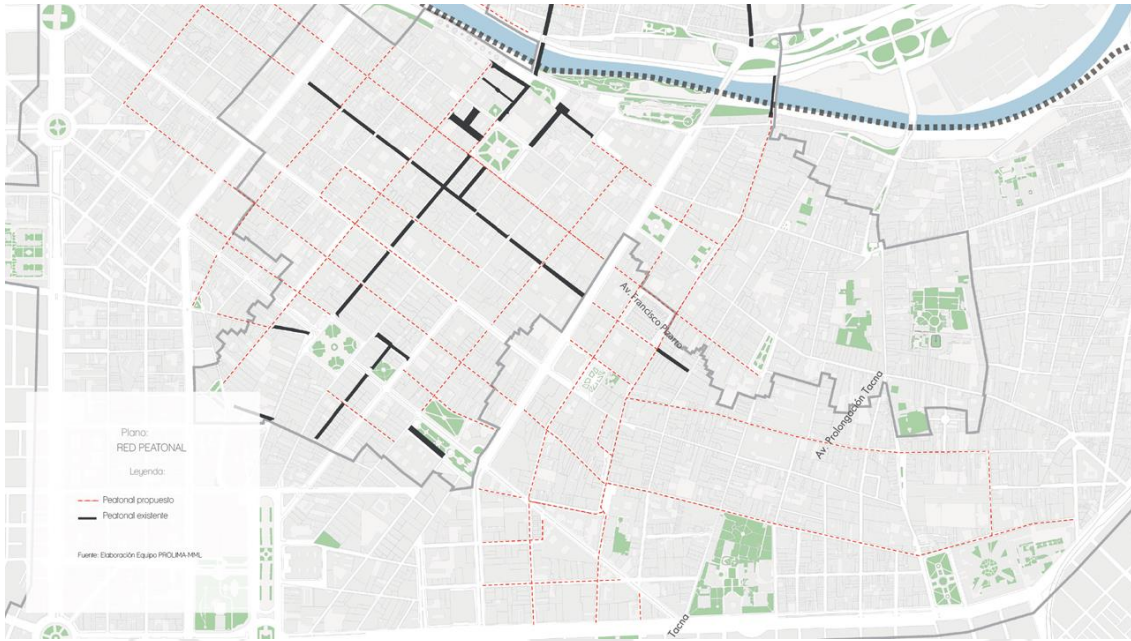 Av. Francisco Pizarro
Av. Prolongación Tacna
Plano:
RED PEATONAL
Leyenda:
Peatonal propuesto
Peatonal existente
Fuente: Elaboración Equipo PROLIMA-MML
Tacna